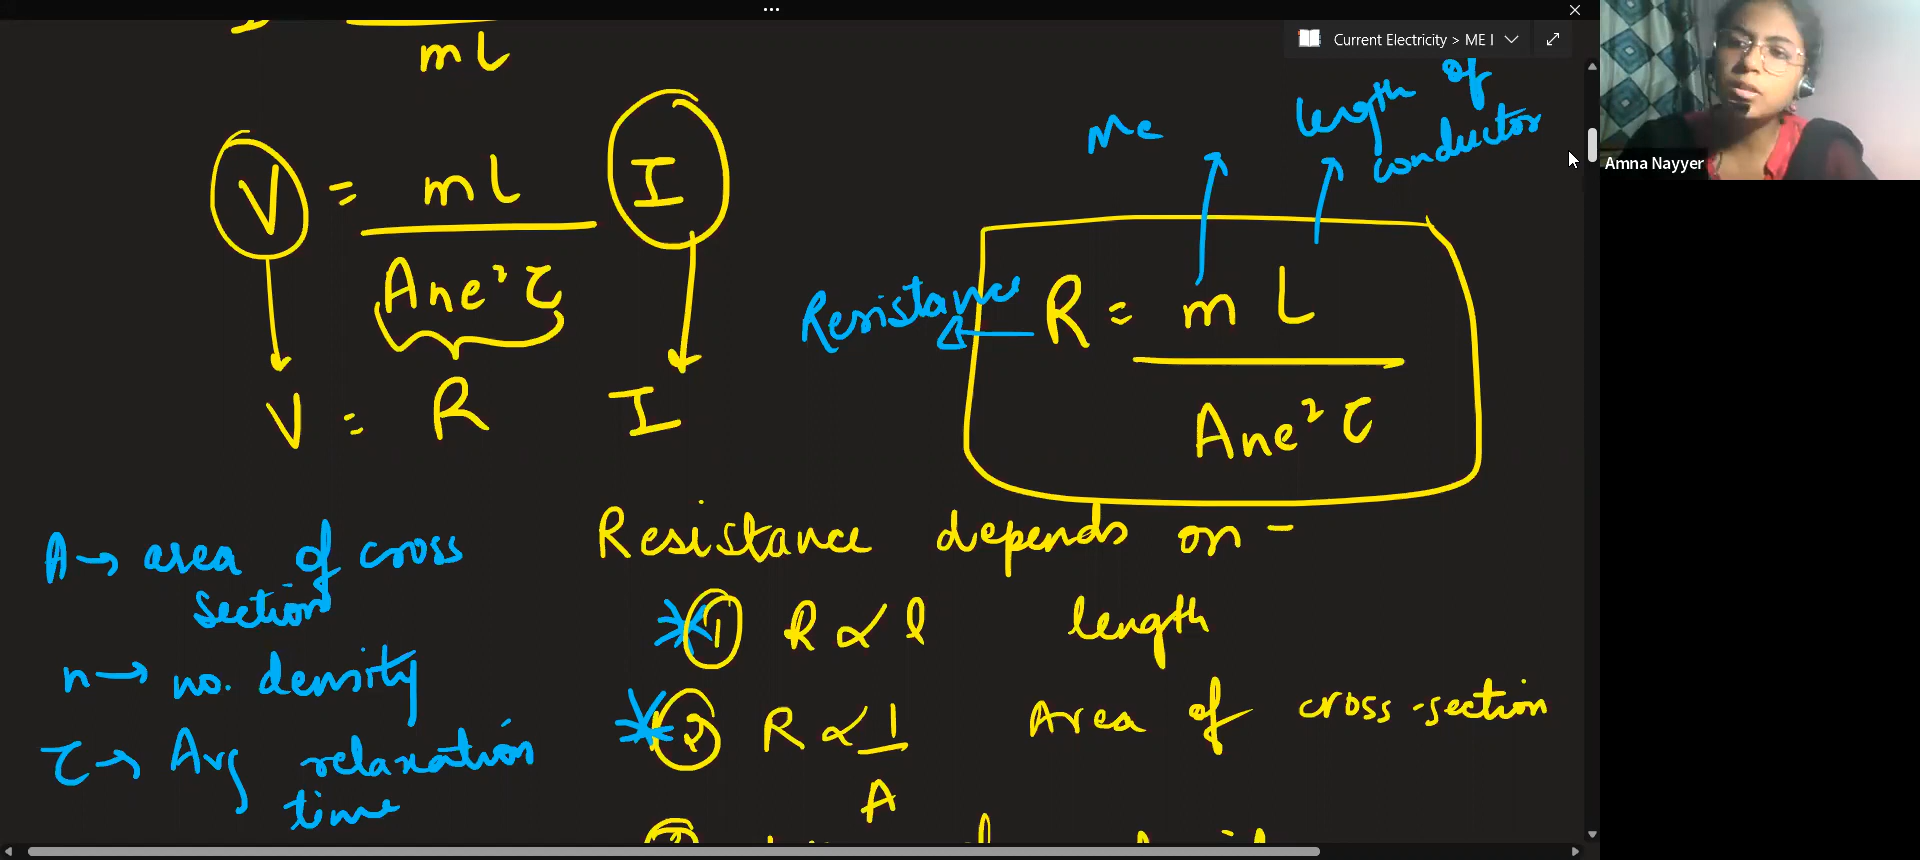 Current Electricity > ME I
Amna Nayyer
mL
length of
conductor
me
V = mL I
Ane²τ
V = R I
Resistance
R = m L
Ane²τ
Resistance depends on -
A → area of cross
section
n → no. density
τ → Avg relaxation
time
① R ∝ l length
② R ∝ 1 Area of cross-section
A